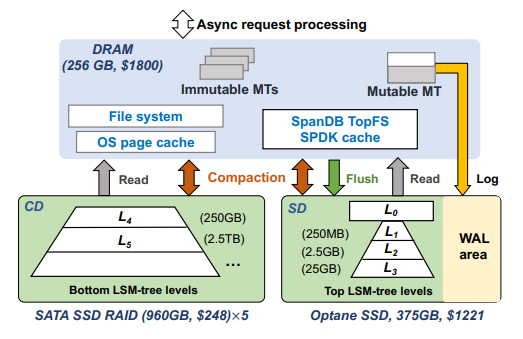 Async request processing
DRAM
(256 GB, $1800)
Immutable MTs
Mutable MT
File system
OS page cache
SpanDB TopFS
SPDK cache
Read
Compaction
Flush
Read
Log
CD
L4
(250GB)
L5
(2.5TB)
...
Bottom LSM-tree levels
SD
L0
(250MB)
L1
(2.5GB)
L2
(25GB)
L3
WAL
area
Top LSM-tree levels
SATA SSD RAID (960GB, $248)×5
Optane SSD, 375GB, $1221